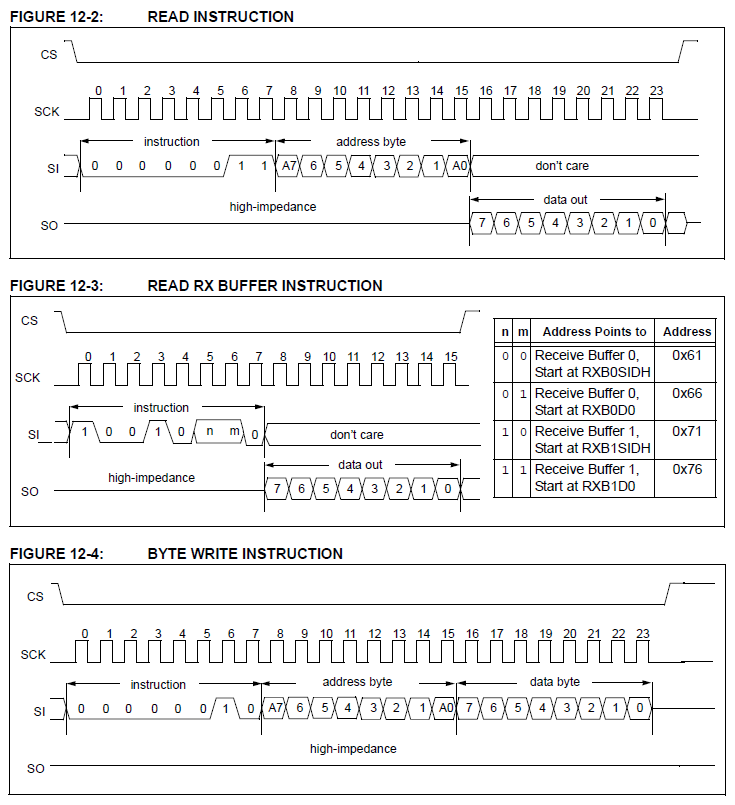 FIGURE 12-2: READ INSTRUCTION
CS
0 1 2 3 4 5 6 7 8 9 10 11 12 13 14 15 16 17 18 19 20 21 22 23
SCK
instruction address byte
SI 0 0 0 0 0 0 1 1 A7 6 5 4 3 2 1 A0 don't care
high-impedance data out
SO 7 6 5 4 3 2 1 0
FIGURE 12-3: READ RX BUFFER INSTRUCTION
CS
0 1 2 3 4 5 6 7 8 9 10 11 12 13 14 15
SCK
instruction
SI 1 0 0 1 0 n m 0 don't care
high-impedance data out
SO 7 6 5 4 3 2 1 0
n m Address Points to Address
0 0 Receive Buffer 0, 0x61
Start at RXB0SIDH
0 1 Receive Buffer 0, 0x66
Start at RXB0D0
1 0 Receive Buffer 1, 0x71
Start at RXB1SIDH
1 1 Receive Buffer 1, 0x76
Start at RXB1D0
FIGURE 12-4: BYTE WRITE INSTRUCTION
CS
0 1 2 3 4 5 6 7 8 9 10 11 12 13 14 15 16 17 18 19 20 21 22 23
SCK
instruction address byte data byte
SI 0 0 0 0 0 0 1 0 A7 6 5 4 3 2 1 A0 7 6 5 4 3 2 1 0
high-impedance
SO